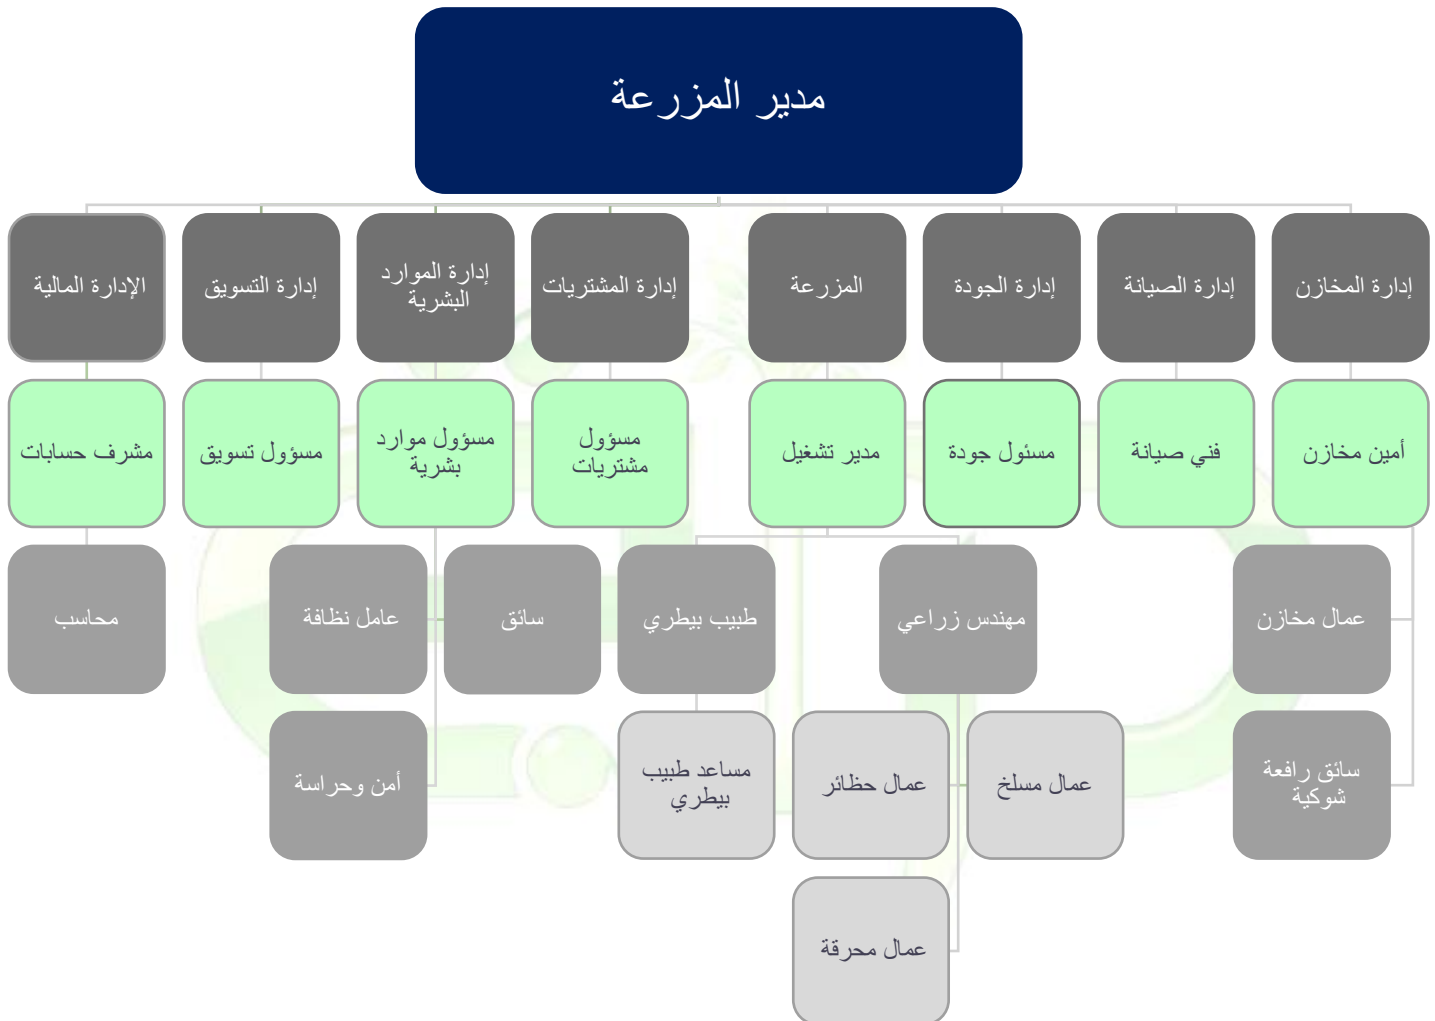 مدير المزرعة
إدارة المخازن
إدارة الصيانة
إدارة الجودة
المزرعة
إدارة المشتريات
إدارة الموارد
البشرية
إدارة التسويق
الإدارة المالية
أمين مخازن
فني صيانة
مسئول جودة
مدير تشغيل
مسؤول
مشتريات
مسؤول موارد
بشرية
مسؤول تسويق
مشرف حسابات
عمال مخازن
مهندس زراعي
طبيب بيطري
سائق
عامل نظافة
محاسب
سائق رافعة
شوكية
عمال مسلخ
عمال حظائر
مساعد طبيب
بيطري
أمن وحراسة
عمال محرقة